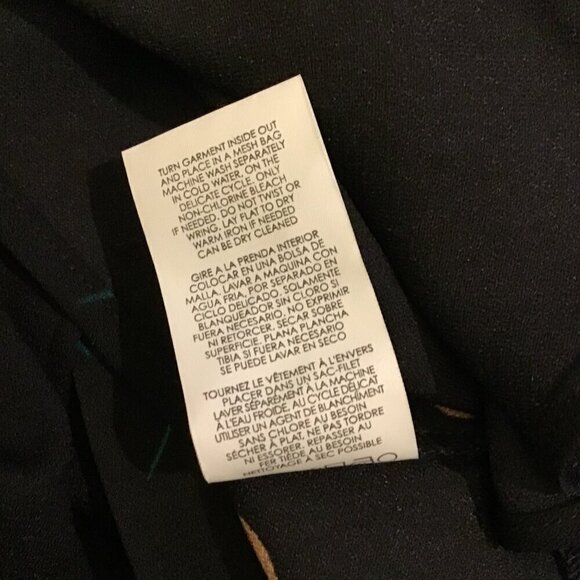 TURN GARMENT INSIDE OUT
AND PLACE IN A MESH BAG
MACHINE WASH SEPARATELY
IN COLD WATER, ON THE
DELICATE CYCLE. ONLY
NON-CHLORINE BLEACH
IF NEEDED. DO NOT TWIST OR
WRING, LAY FLAT TO DRY
WARM IRON IF NEEDED
CAN BE DRY CLEANED
GIRE A LA PRENDA INTERIOR
COLOCAR EN UNA BOLSA DE
MALLA. LAVAR A MAQUINA CON
AGUA FRIA, POR SEPARADO EN
CICLO DELICADO. SOLAMENTE
BLANQUEADOR SIN CLORO SI
FUERA NECESARIO. NO EXPRIMIR
NI RETORCER. SECAR SOBRE
SUPERFICIE. PLANA PLANCHA
TIBIA SI FUERA NECESARIO
SE PUEDE LAVAR EN SECO
TOURNEZ LE VÊTEMENT À L'ENVERS
PLACER DANS UN SAC-FILET
LAVER SÉPARÉMENT À LA MACHINE
À L'EAU FROIDE, AU CYCLE DÉLICAT
UTILISER UN AGENT DE BLANCHIMENT
SANS CHLORE AU BESOIN
SÉCHER À PLAT, NE PAS TORDRE
NI ESSORER. REPASSER AU
FER TIÈDE AU BESOIN
NETTOYAGE À SEC POSSIBLE